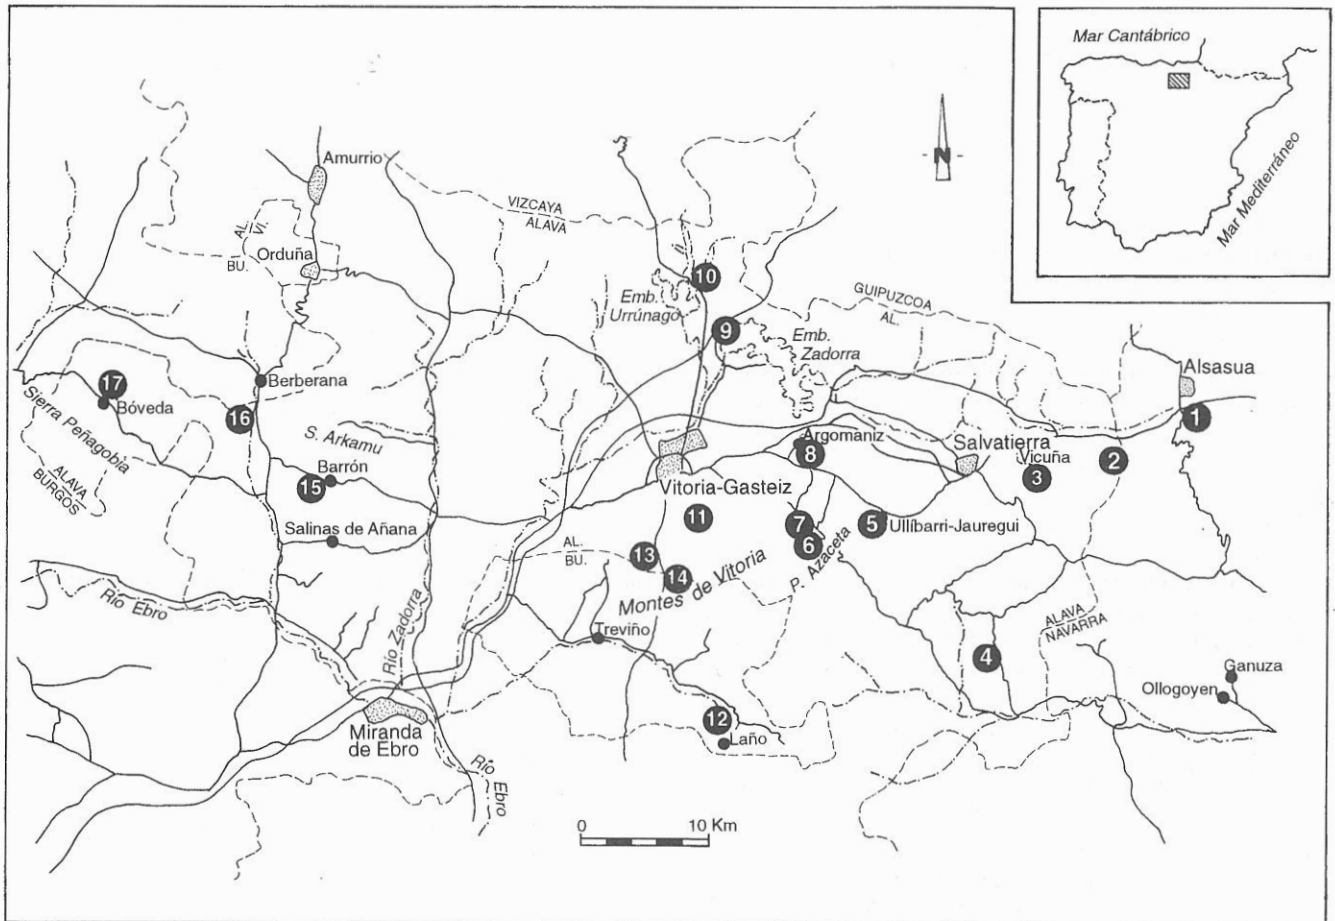 Mar Cantábrico
Mar Mediterráneo
N
Amurrio
VIZCAYA
ALAVA
AL.
VI.
Orduña
BU.
10
Emb.
Urrúnaga
GUIPUZCOA
AL.
9
Emb.
Zadorra
Alsasua
17
Bóveda
Berberana
16
1
Sierra Peñagobia
S. Arkamu
Argomaniz
8
Salvatierra
Vicuña
2
3
Barrón
15
ALAVA
BURGOS
Vitoria-Gasteiz
11
7
6
5
Ullíbarri-Jauregui
Salinas de Añana
13
AL.
BU.
14
Montes de Vitoria
P. Azaceta
Río Ebro
Río Zadorra
Treviño
ALAVA
NAVARRA
4
Ganuza
Ollogoyen
12
Laño
Miranda
de Ebro
Río Ebro
0 10 Km